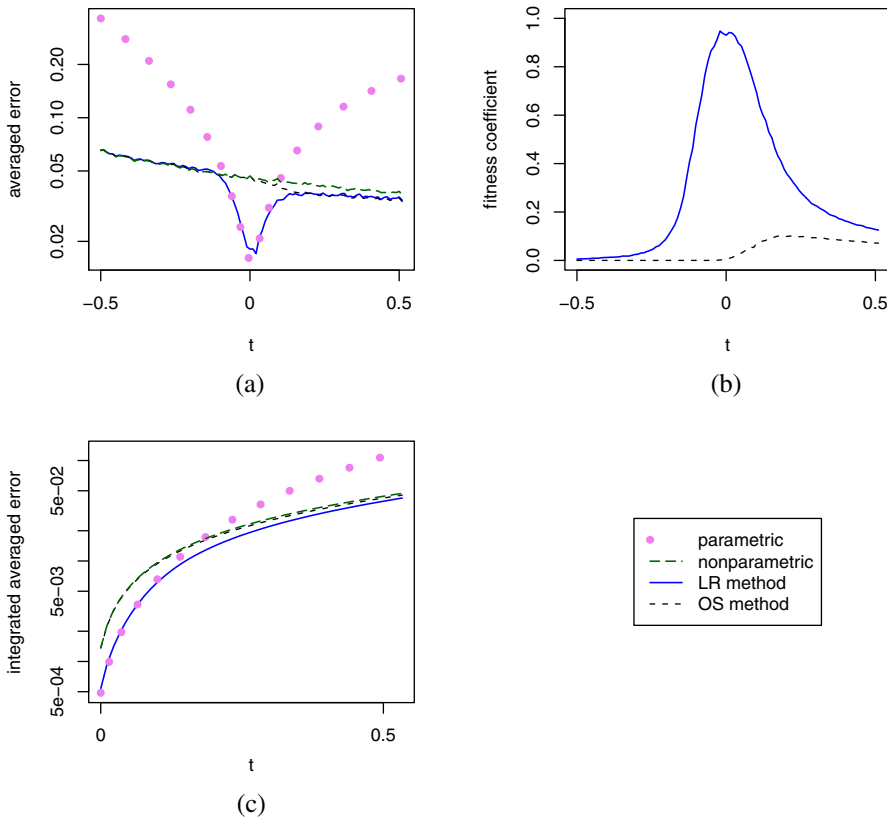 averaged error
0.20
0.10
0.05
0.02
−0.5
0
0.5
t
(a)
fitness coefficient
1.0
0.8
0.6
0.4
0.2
0.0
−0.5
0
0.5
t
(b)
integrated averaged error
5e−02
5e−03
5e−04
0
0.5
t
(c)
parametric
nonparametric
LR method
OS method